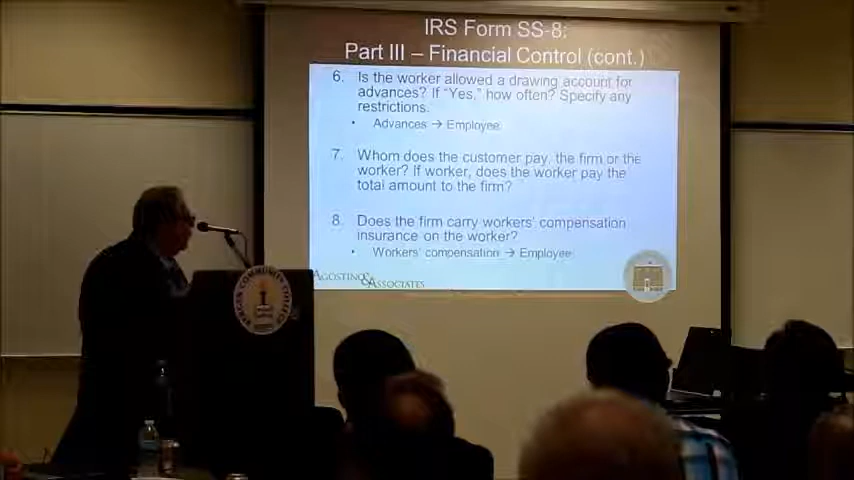 IRS Form SS-8:
Part III – Financial Control (cont.)
6. Is the worker allowed a drawing account for
advances? If “Yes,” how often? Specify any
restrictions.
• Advances → Employee
7. Whom does the customer pay, the firm or the
worker? If worker, does the worker pay the
total amount to the firm?
8. Does the firm carry workers’ compensation
insurance on the worker?
• Workers’ compensation → Employee
AGOSTINO & ASSOCIATES
BERGEN COMMUNITY COLLEGE